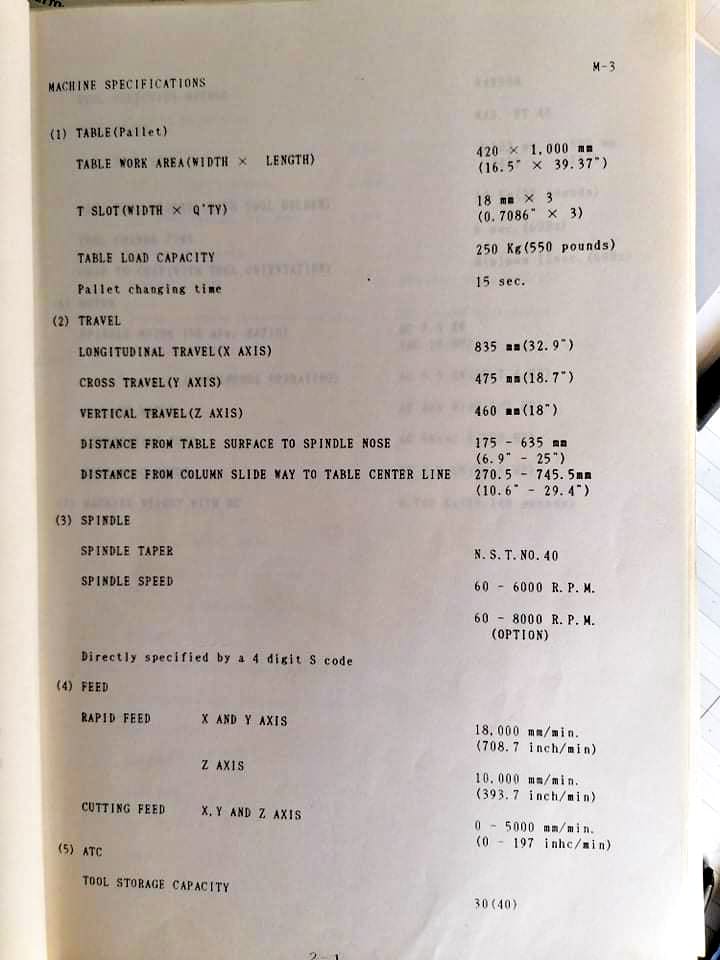 M-3
MACHINE SPECIFICATIONS
(1) TABLE(Pallet)
TABLE WORK AREA(WIDTH × LENGTH) 420 × 1,000 mm
(16.5" × 39.37")
T SLOT(WIDTH × Q'TY) 18 mm × 3
(0.7086" × 3)
TABLE LOAD CAPACITY 250 Kg(550 pounds)
Pallet changing time 15 sec.
(2) TRAVEL
LONGITUDINAL TRAVEL(X AXIS) 835 mm(32.9")
CROSS TRAVEL(Y AXIS) 475 mm(18.7")
VERTICAL TRAVEL(Z AXIS) 460 mm(18")
DISTANCE FROM TABLE SURFACE TO SPINDLE NOSE 175 - 635 mm
(6.9" - 25")
DISTANCE FROM COLUMN SLIDE WAY TO TABLE CENTER LINE 270.5 - 745.5mm
(10.6" - 29.4")
(3) SPINDLE
SPINDLE TAPER N.S.T.NO.40
SPINDLE SPEED 60 - 6000 R.P.M.
60 - 8000 R.P.M.
(OPTION)
Directly specified by a 4 digit S code
(4) FEED
RAPID FEED X AND Y AXIS 18,000 mm/min.
(708.7 inch/min)
Z AXIS 10,000 mm/min.
(393.7 inch/min)
CUTTING FEED X,Y AND Z AXIS 0 - 5000 mm/min.
(0 - 197 inhc/min)
(5) ATC
TOOL STORAGE CAPACITY 30(40)
2-1